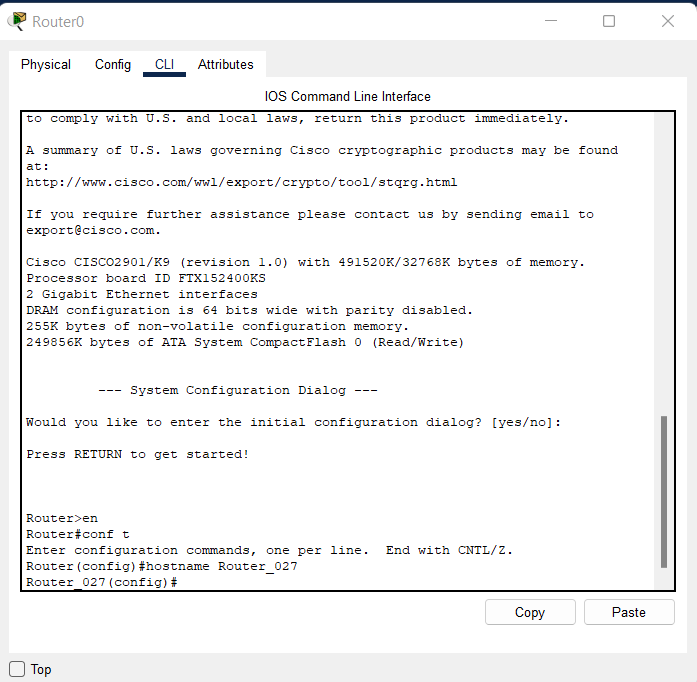 Router0
Physical Config CLI Attributes
IOS Command Line Interface
to comply with U.S. and local laws, return this product immediately.
A summary of U.S. laws governing Cisco cryptographic products may be found
at:
http://www.cisco.com/wwl/export/crypto/tool/stqrg.html
If you require further assistance please contact us by sending email to
export@cisco.com.
Cisco CISCO2901/K9 (revision 1.0) with 491520K/32768K bytes of memory.
Processor board ID FTX152400KS
2 Gigabit Ethernet interfaces
DRAM configuration is 64 bits wide with parity disabled.
255K bytes of non-volatile configuration memory.
249856K bytes of ATA System CompactFlash 0 (Read/Write)
--- System Configuration Dialog ---
Would you like to enter the initial configuration dialog? [yes/no]:
Press RETURN to get started!
Router>en
Router#conf t
Enter configuration commands, one per line.  End with CNTL/Z.
Router(config)#hostname Router_027
Router_027(config)#
Copy Paste
Top